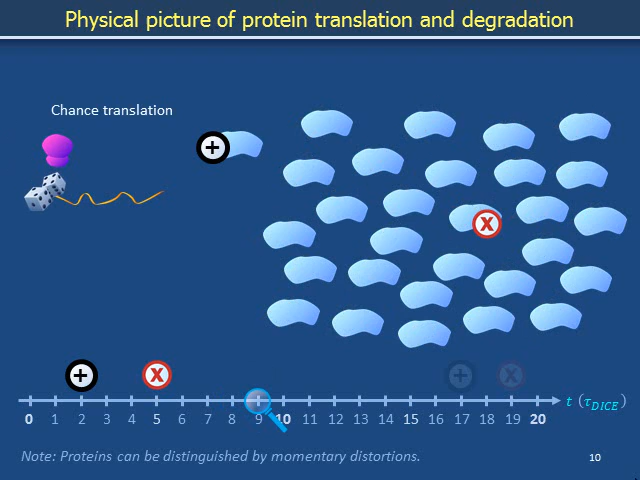 Physical picture of protein translation and degradation
Chance translation
+
X
+ X + X
0 1 2 3 4 5 6 7 8 9 10 11 12 13 14 15 16 17 18 19 20 t (τDICE)
Note: Proteins can be distinguished by momentary distortions.
10